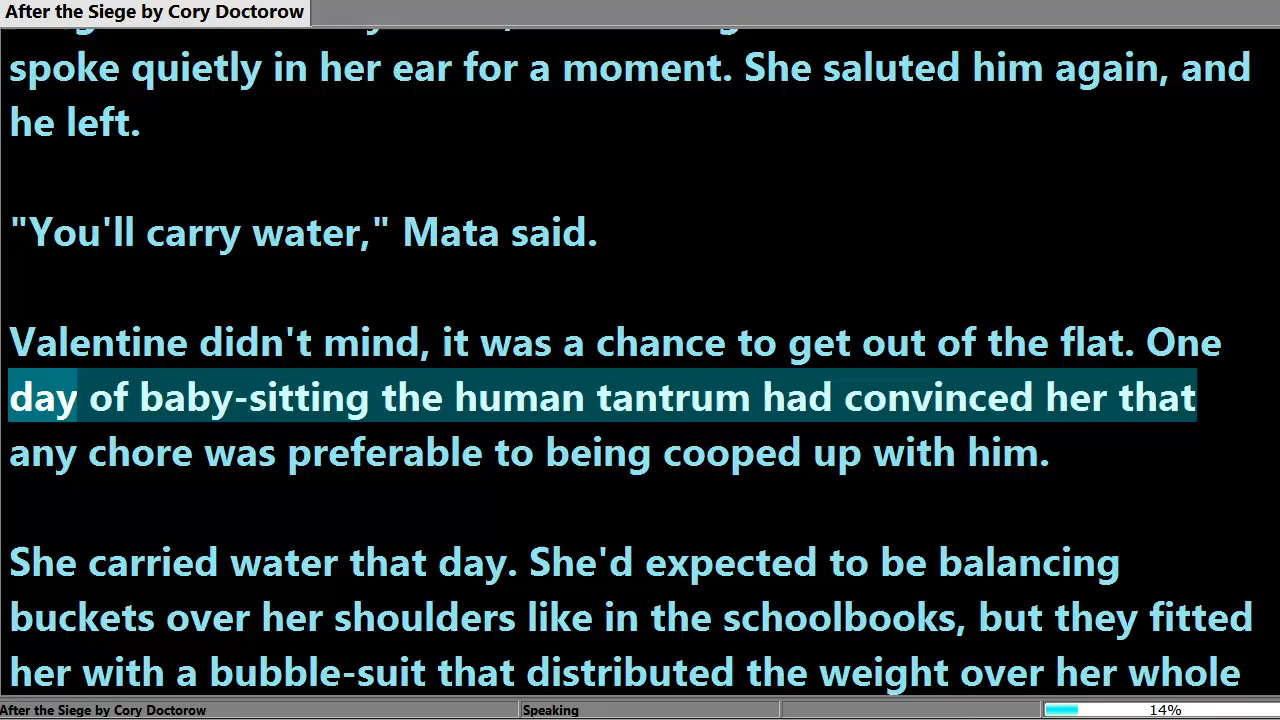 After the Siege by Cory Doctorow
spoke quietly in her ear for a moment. She saluted him again, and
he left.
"You'll carry water," Mata said.
Valentine didn't mind, it was a chance to get out of the flat. One
day of baby-sitting the human tantrum had convinced her that
any chore was preferable to being cooped up with him.
She carried water that day. She'd expected to be balancing
buckets over her shoulders like in the schoolbooks, but they fitted
her with a bubble-suit that distributed the weight over her whole
After the Siege by Cory Doctorow
Speaking
14%